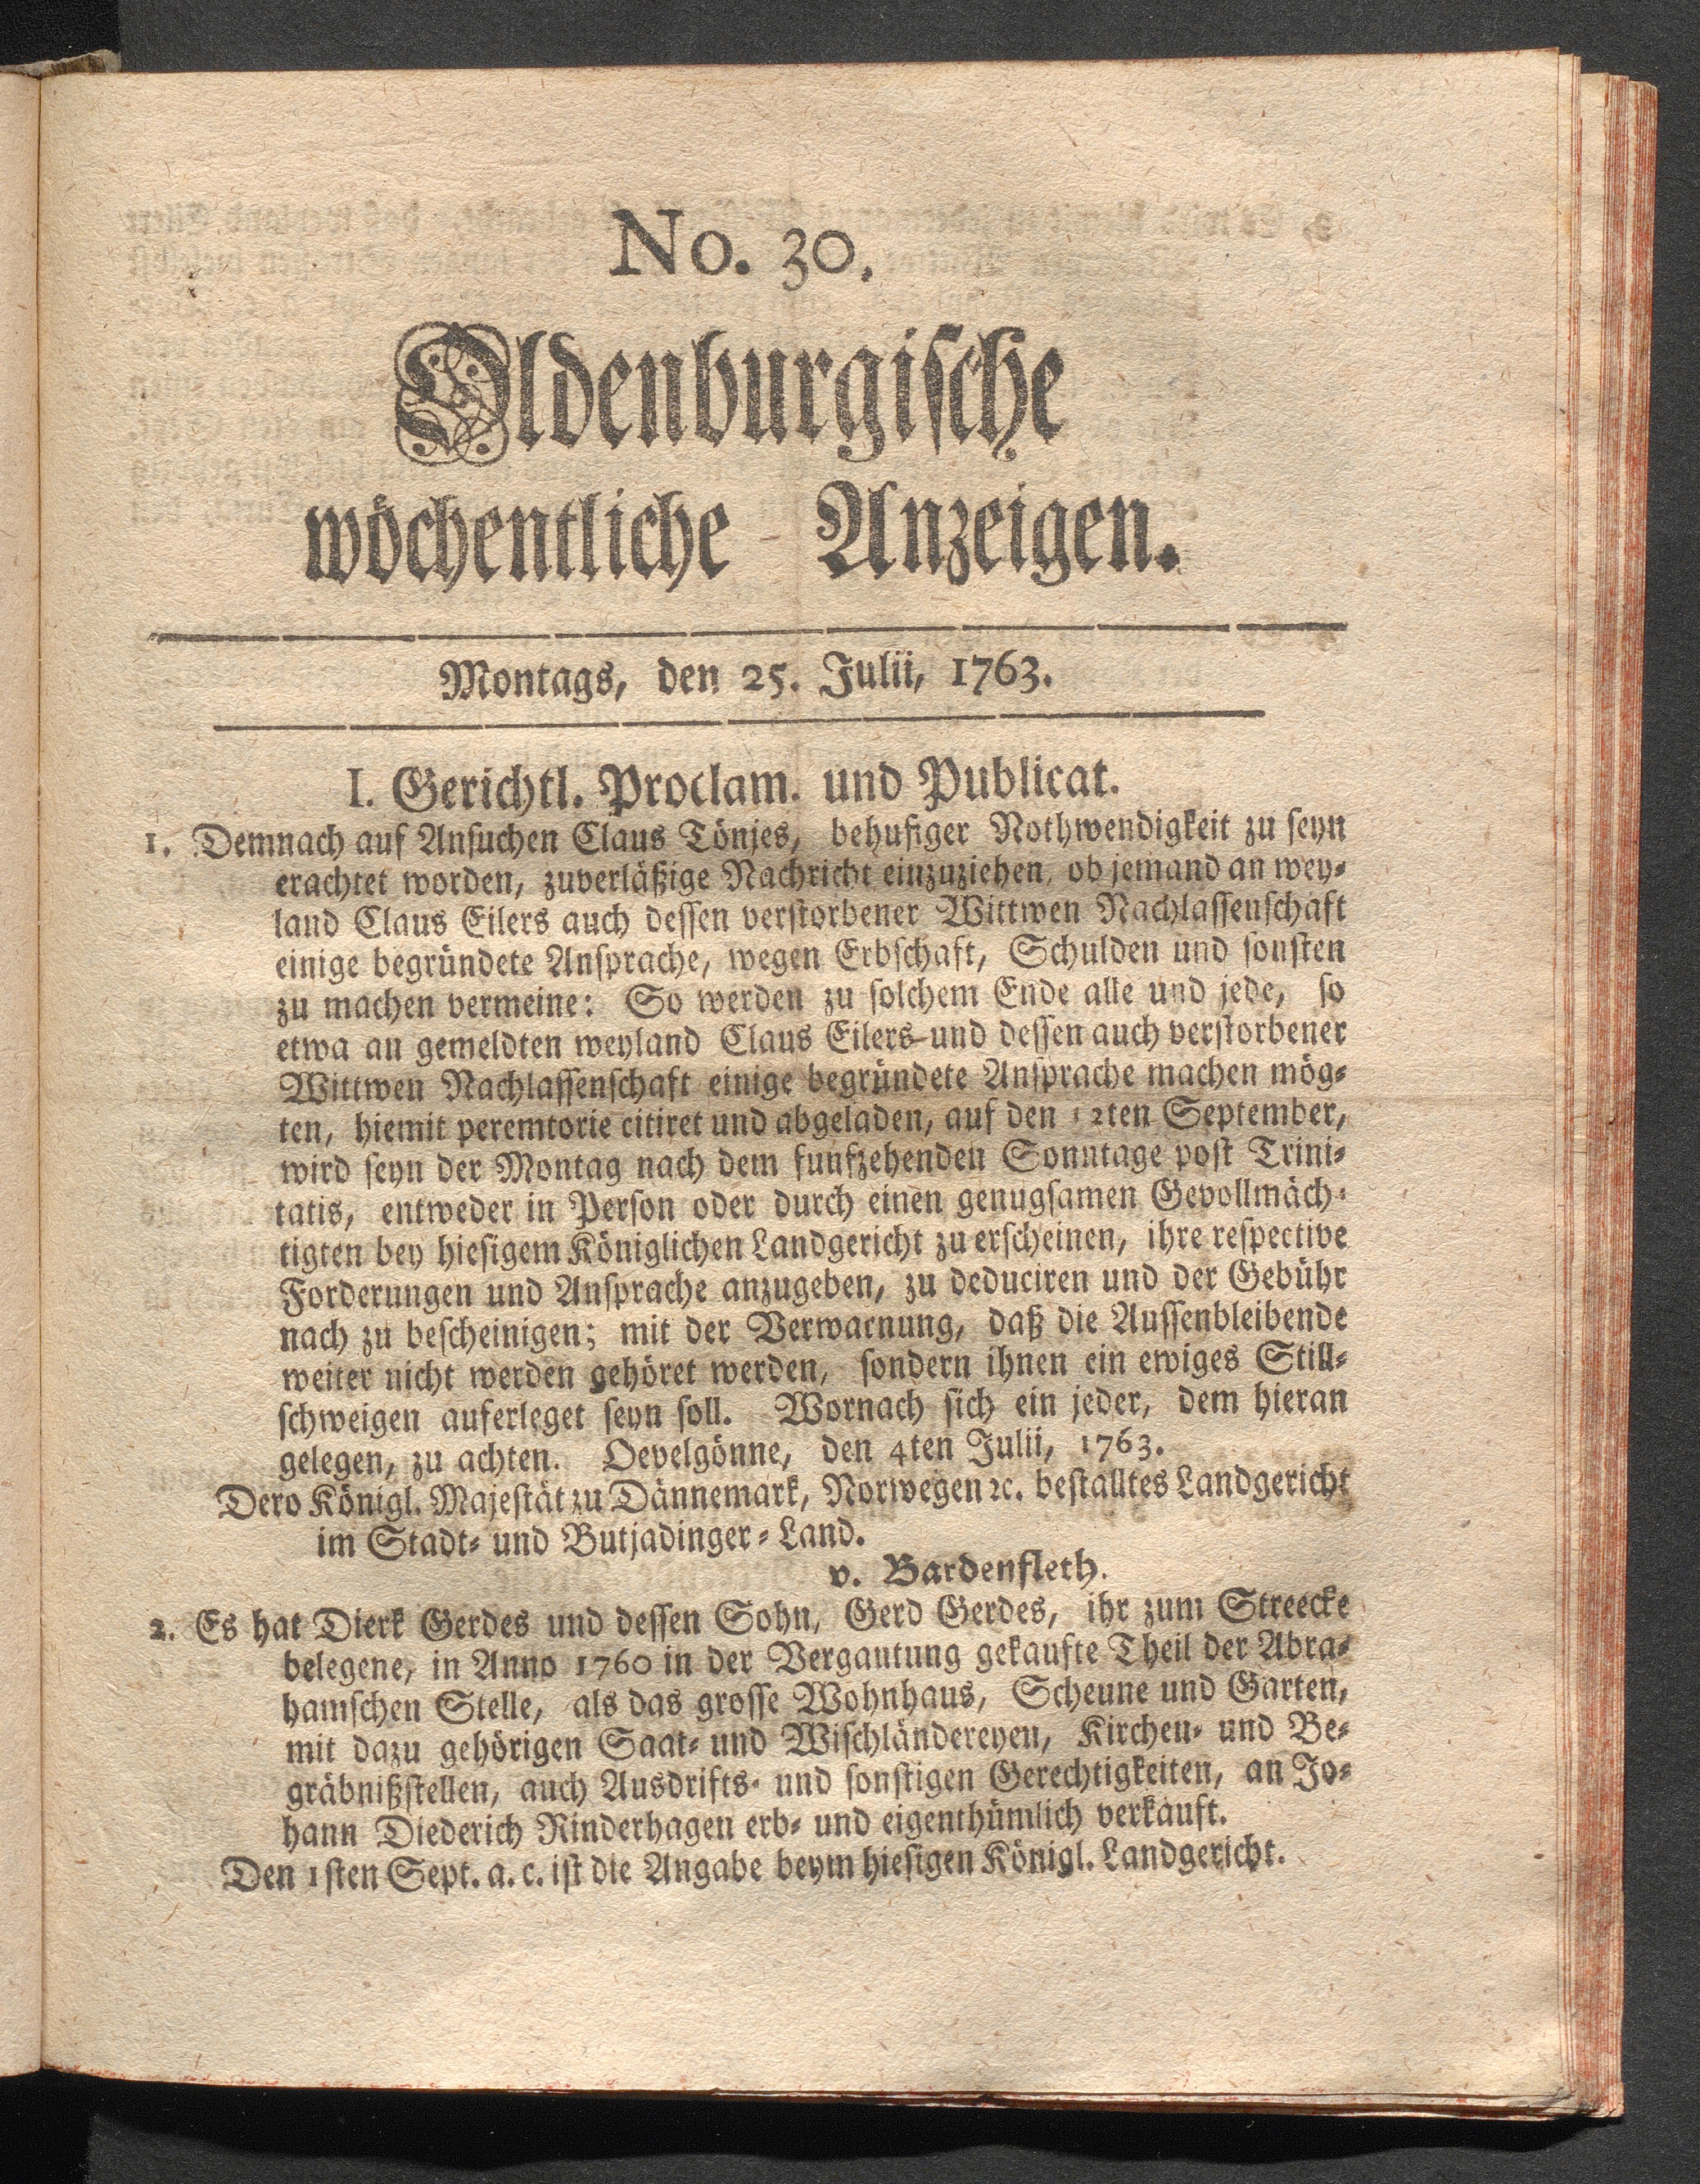 No. 30.
Oldenburgische
wöchentliche Anzeigen.
Montags, den 25. Julii, 1763.
I. Gerichtl. Proclam. und Publicat.
1. Demnach auf Ansuchen Claus Tönjes, behufiger Nothwendigkeit zu seyn
erachtet worden, zuverläßige Nachricht einzuziehen, ob jemand an wey-
land Claus Eilers auch dessen verstorbener Wittwen Nachlassenschaft
einige begründete Ansprache, wegen Erbschaft, Schulden und sonsten
zu machen vermeine: So werden zu solchem Ende alle und jede, so
etwa an gemeldten weyland Claus Eilers und dessen auch verstorbener
Wittwen Nachlassenschaft einige begründete Ansprache machen mög-
ten, hiemit peremtorie citiret und abgeladen, auf den 12ten September,
wird seyn der Montag nach dem funfzehenden Sonntage post Trini-
tatis, entweder in Person oder durch einen genugsamen Gevollmäch-
tigten bey hiesigem Königlichen Landgericht zu erscheinen, ihre respective
Forderungen und Ansprache anzugeben, zu deduciren und der Gebühr
nach zu bescheinigen; mit der Verwarnung, daß die Aussenbleibende
weiter nicht werden gehöret werden, sondern ihnen ein ewiges Still-
schweigen auferleget seyn soll. Wornach sich ein jeder, dem hieran
gelegen, zu achten. Oevelgönne, den 4ten Julii, 1763.
Dero Königl. Majestät zu Dännemark, Norwegen ꝛc. bestalltes Landgericht
im Stadt- und Butjadinger-Land.
v. Bardenfleth.
2. Es hat Dierk Gerdes und dessen Sohn, Gerd Gerdes, ihr zum Streecke
belegene, in Anno 1760 in der Vergantung gekaufte Theil der Abra-
hamschen Stelle, als das grosse Wohnhaus, Scheune und Garten,
mit dazu gehörigen Saat- und Wischländereyen, Kirchen- und Be-
gräbnißstellen, auch Ausdrifts- und sonstigen Gerechtigkeiten, an Jo-
hann Diederich Rinderhagen erb- und eigenthümlich verkauft.
Den 1sten Sept. a. c. ist die Angabe beym hiesigen Königl. Landgericht.